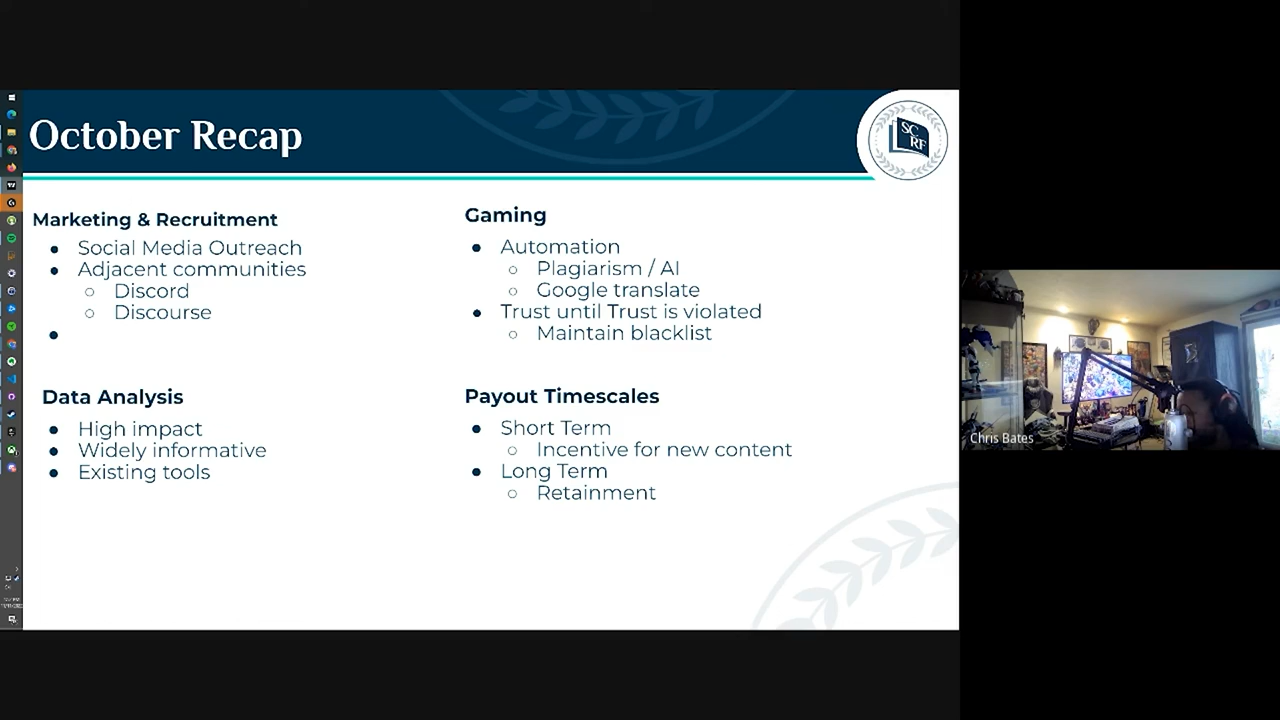 October Recap
SC
RF
Marketing & Recruitment
Social Media Outreach
Adjacent communities
Discord
Discourse
Data Analysis
High impact
Widely informative
Existing tools
Gaming
Automation
Plagiarism / AI
Google translate
Trust until Trust is violated
Maintain blacklist
Payout Timescales
Short Term
Incentive for new content
Long Term
Retainment
Chris Bates